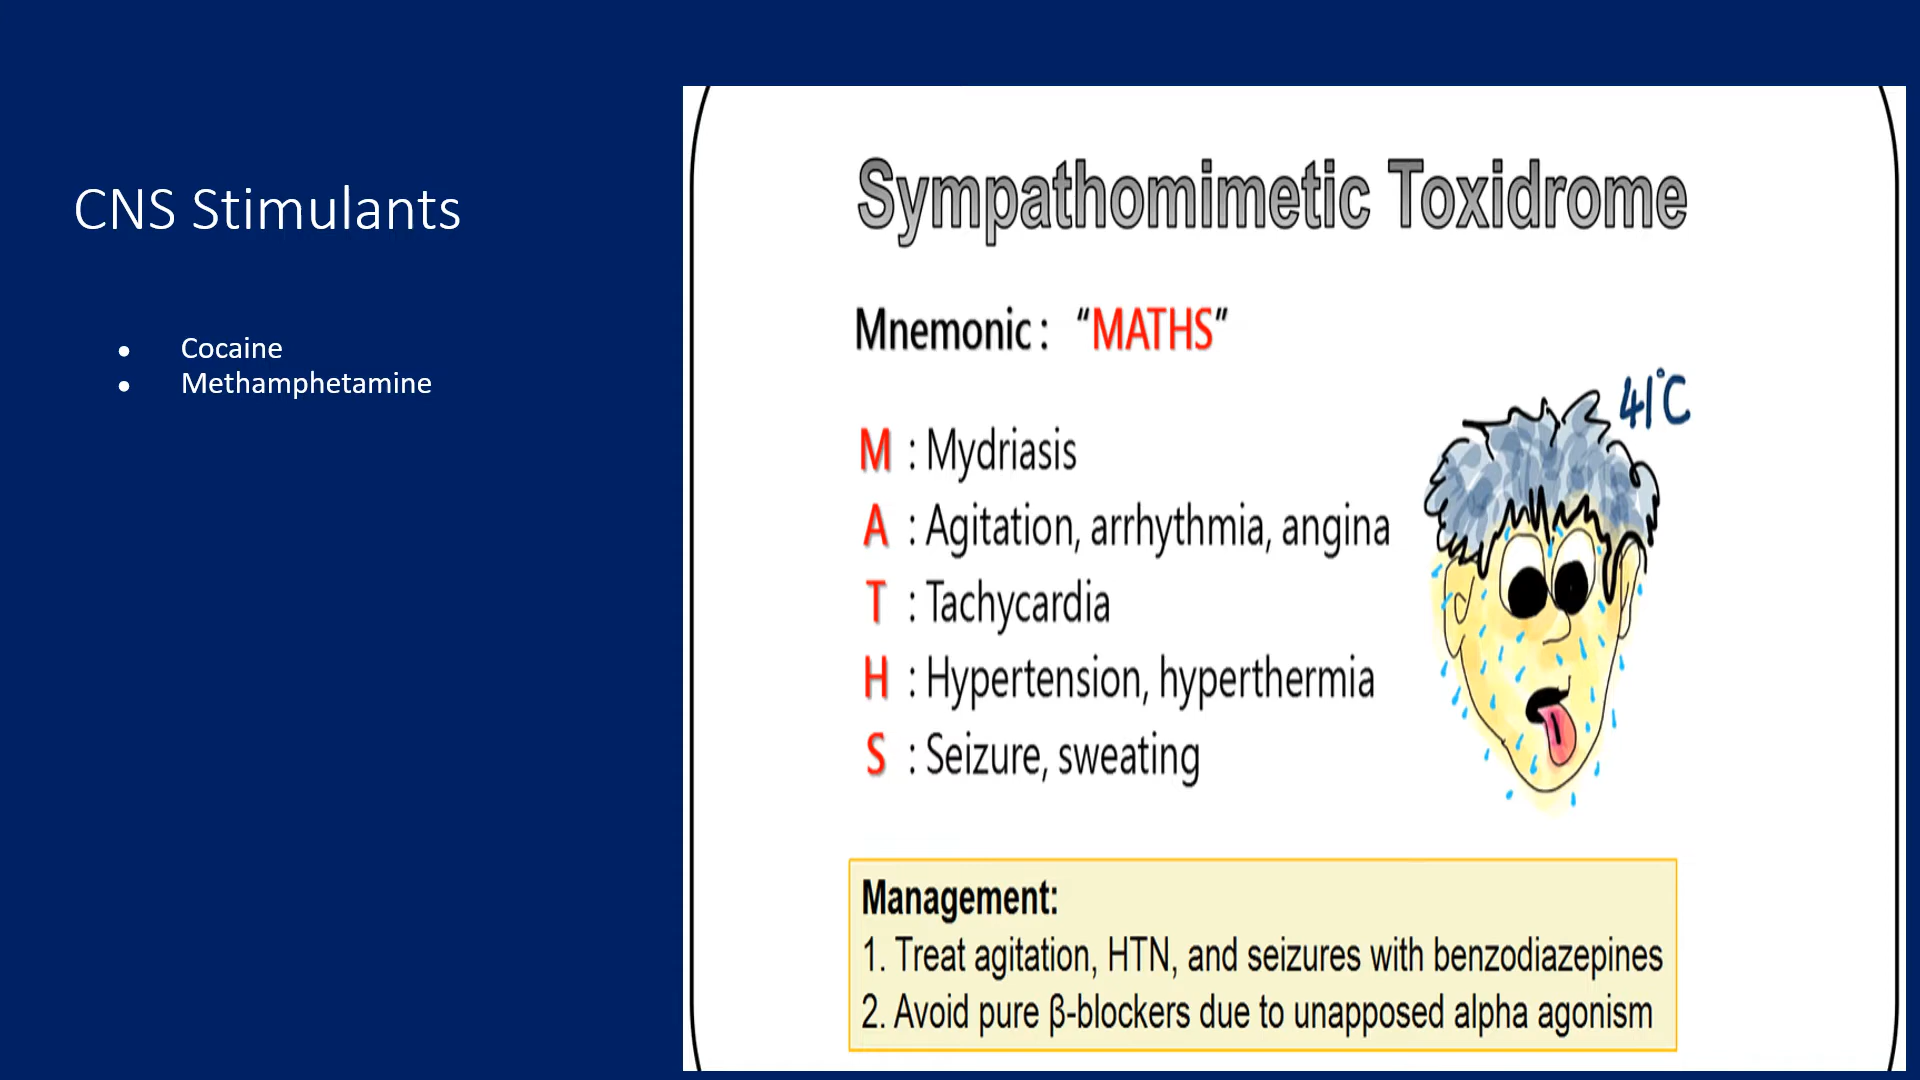 CNS Stimulants
● Cocaine
● Methamphetamine
Sympathomimetic Toxidrome
Mnemonic : “MATHS”
41°C
M : Mydriasis
A : Agitation, arrhythmia, angina
T : Tachycardia
H : Hypertension, hyperthermia
S : Seizure, sweating
Management:
1. Treat agitation, HTN, and seizures with benzodiazepines
2. Avoid pure β-blockers due to unapposed alpha agonism